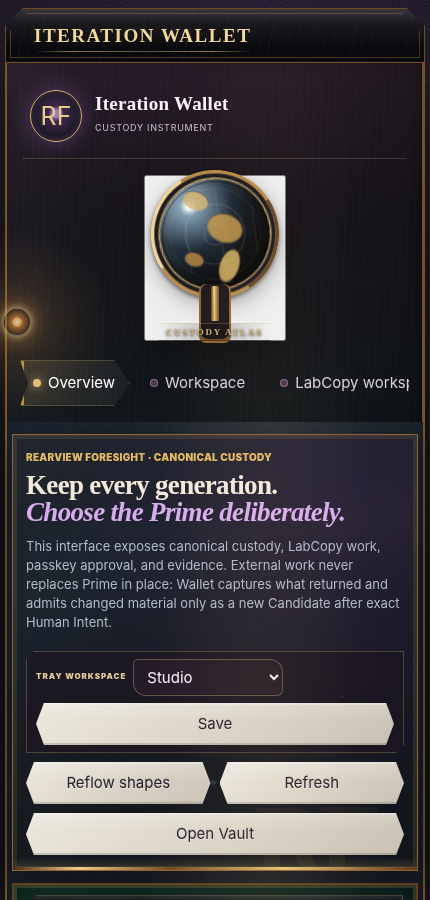 ITERATION WALLET
RF
Iteration Wallet
CUSTODY INSTRUMENT
CUSTODY ATLAS
Overview
Workspace
LabCopy works
REARVIEW FORESIGHT · CANONICAL CUSTODY
Keep every generation.
Choose the Prime deliberately.
This interface exposes canonical custody, LabCopy work,
passkey approval, and evidence. External work never
replaces Prime in place: Wallet captures what returned and
admits changed material only as a new Candidate after exact
Human Intent.
TRAY WORKSPACE
Studio
Save
Reflow shapes
Refresh
Open Vault